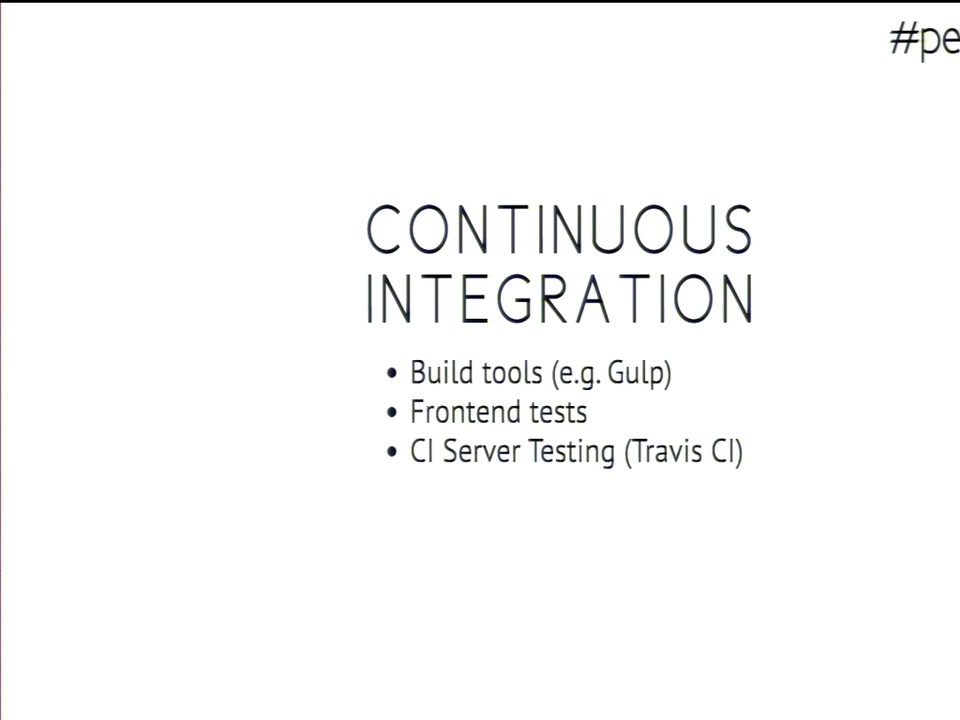 #pe
CONTINUOUS
INTEGRATION
• Build tools (e.g. Gulp)
• Frontend tests
• CI Server Testing (Travis CI)